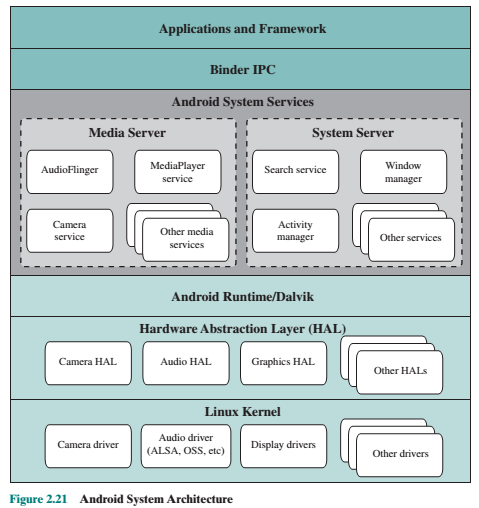 Applications and Framework
Binder IPC
Android System Services
Media Server
AudioFlinger
MediaPlayer
service
Camera
service
Other media
services
System Server
Search service
Window
manager
Activity
manager
Other services
Android Runtime/Dalvik
Hardware Abstraction Layer (HAL)
Camera HAL
Audio HAL
Graphics HAL
Other HALs
Linux Kernel
Camera driver
Audio driver
(ALSA, OSS, etc)
Display drivers
Other drivers
Figure 2.21 Android System Architecture